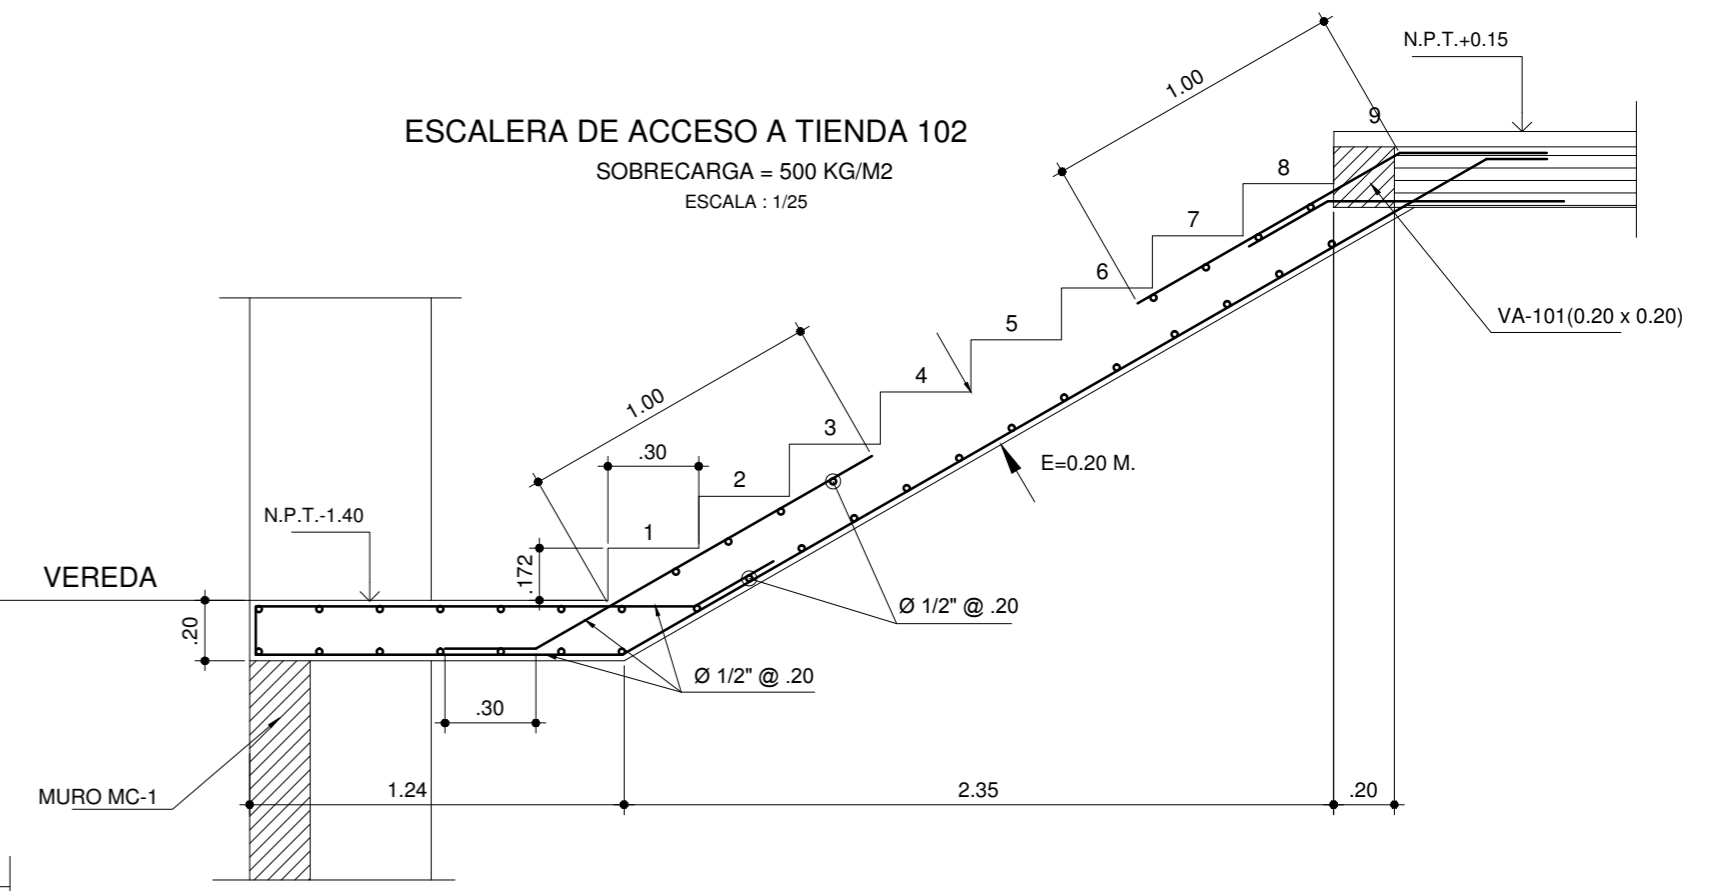 N.P.T.+0.15
1.00
9
ESCALERA DE ACCESO A TIENDA 102
SOBRECARGA = 500 KG/M2
ESCALA : 1/25
8
7
6
VA-101(0.20 x 0.20)
5
4
1.00
3
.30
E=0.20 M.
2
N.P.T.-1.40
1
.172
VEREDA
.20
Ø 1/2" @ .20
Ø 1/2" @ .20
.30
MURO MC-1
1.24
2.35
.20